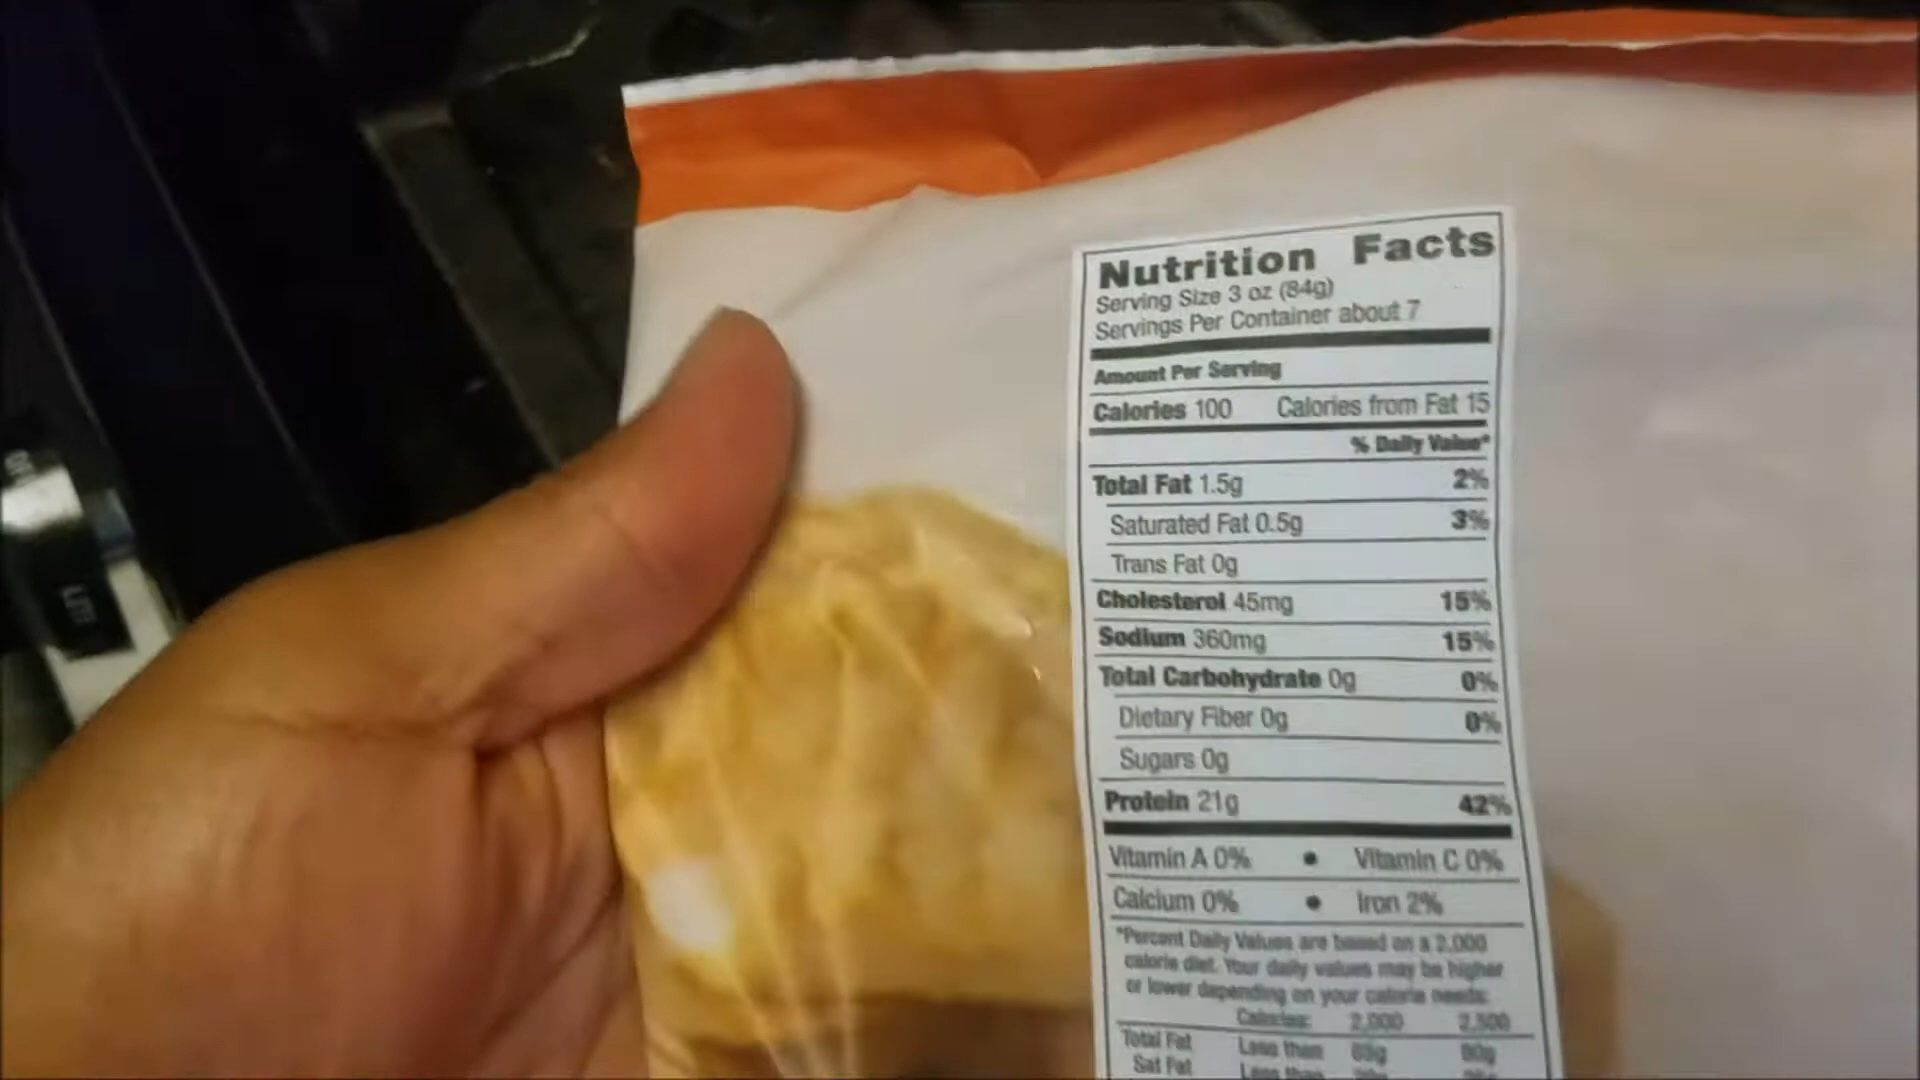 Nutrition Facts
Serving Size 3 oz (84g)
Servings Per Container about 7
Amount Per Serving
Calories 100 Calories from Fat 15
% Daily Value*
Total Fat 1.5g 2%
Saturated Fat 0.5g 3%
Trans Fat 0g
Cholesterol 45mg 15%
Sodium 360mg 15%
Total Carbohydrate 0g 0%
Dietary Fiber 0g 0%
Sugars 0g
Protein 21g 42%
Vitamin A 0% • Vitamin C 0%
Calcium 0% • Iron 2%
*Percent Daily Values are based on a 2,000
calorie diet. Your daily values may be higher
or lower depending on your calorie needs:
Calories: 2,000 2,500
Total Fat Less than 65g 80g
Sat Fat Less than